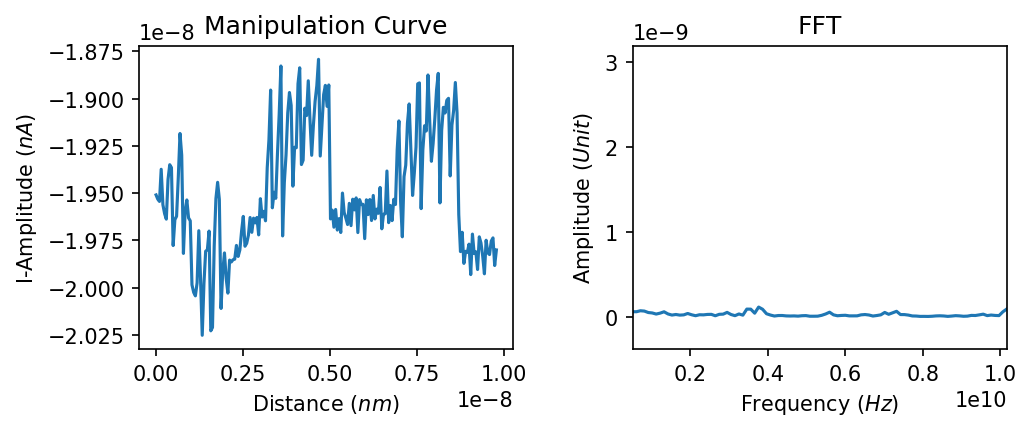 Manipulation Curve
1e−8
−1.875
−1.900
−1.925
−1.950
−1.975
−2.000
−2.025
I-Amplitude (nA)
0.00 0.25 0.50 0.75 1.00
1e−8
Distance (nm)
FFT
1e−9
3
2
1
0
Amplitude (Unit)
0.2 0.4 0.6 0.8 1.0
1e10
Frequency (Hz)